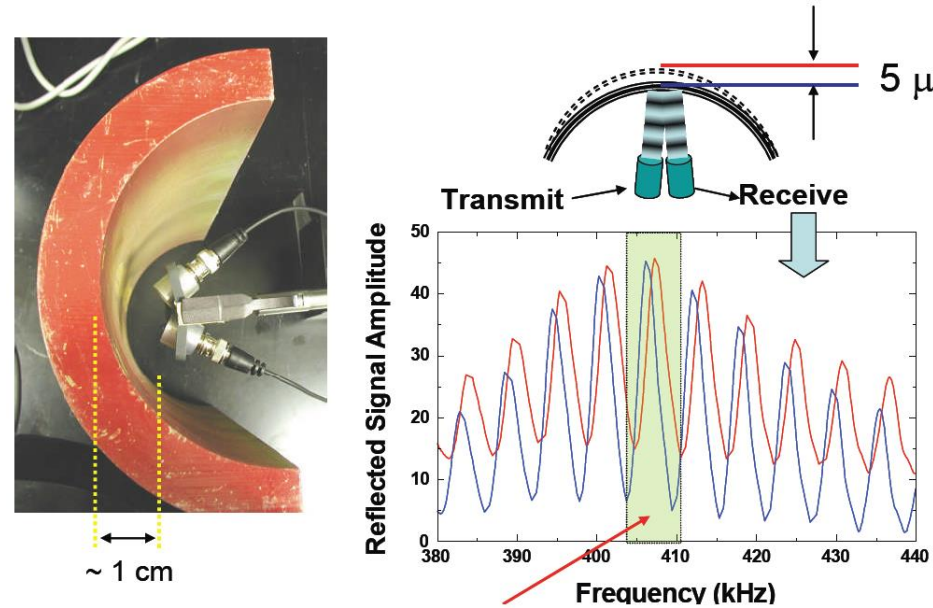 5 μ
Transmit
Receive
Reflected Signal Amplitude
50
40
30
20
10
0
380
390
400
410
420
430
440
Frequency (kHz)
~ 1 cm